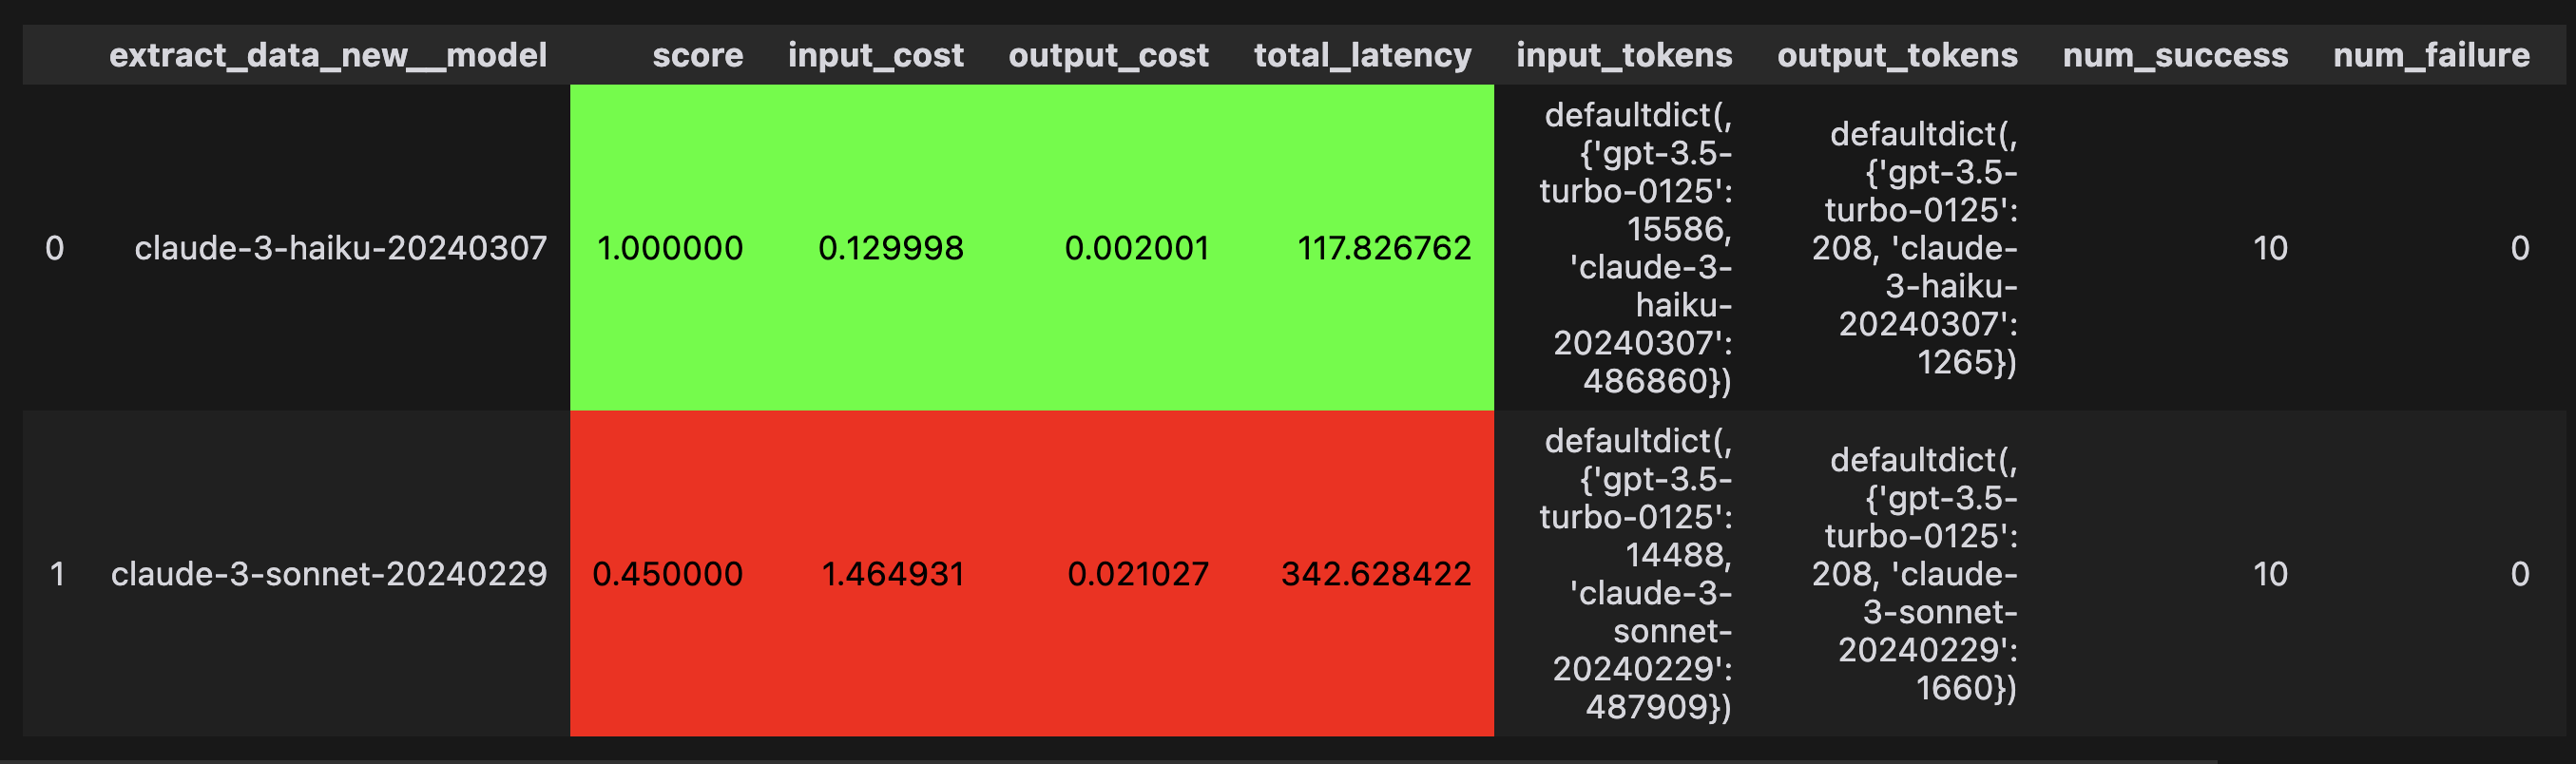 extract_data_new__model score input_cost output_cost total_latency input_tokens output_tokens num_success num_failure
0 claude-3-haiku-20240307 1.000000 0.129998 0.002001 117.826762
defaultdict(,
{'gpt-3.5-
turbo-0125':
15586,
'claude-3-
haiku-
20240307':
486860})
defaultdict(,
{'gpt-3.5-
turbo-0125':
208, 'claude-
3-haiku-
20240307':
1265})
10 0
1 claude-3-sonnet-20240229 0.450000 1.464931 0.021027 342.628422
defaultdict(,
{'gpt-3.5-
turbo-0125':
14488,
'claude-3-
sonnet-
20240229':
487909})
defaultdict(,
{'gpt-3.5-
turbo-0125':
208, 'claude-
3-sonnet-
20240229':
1660})
10 0